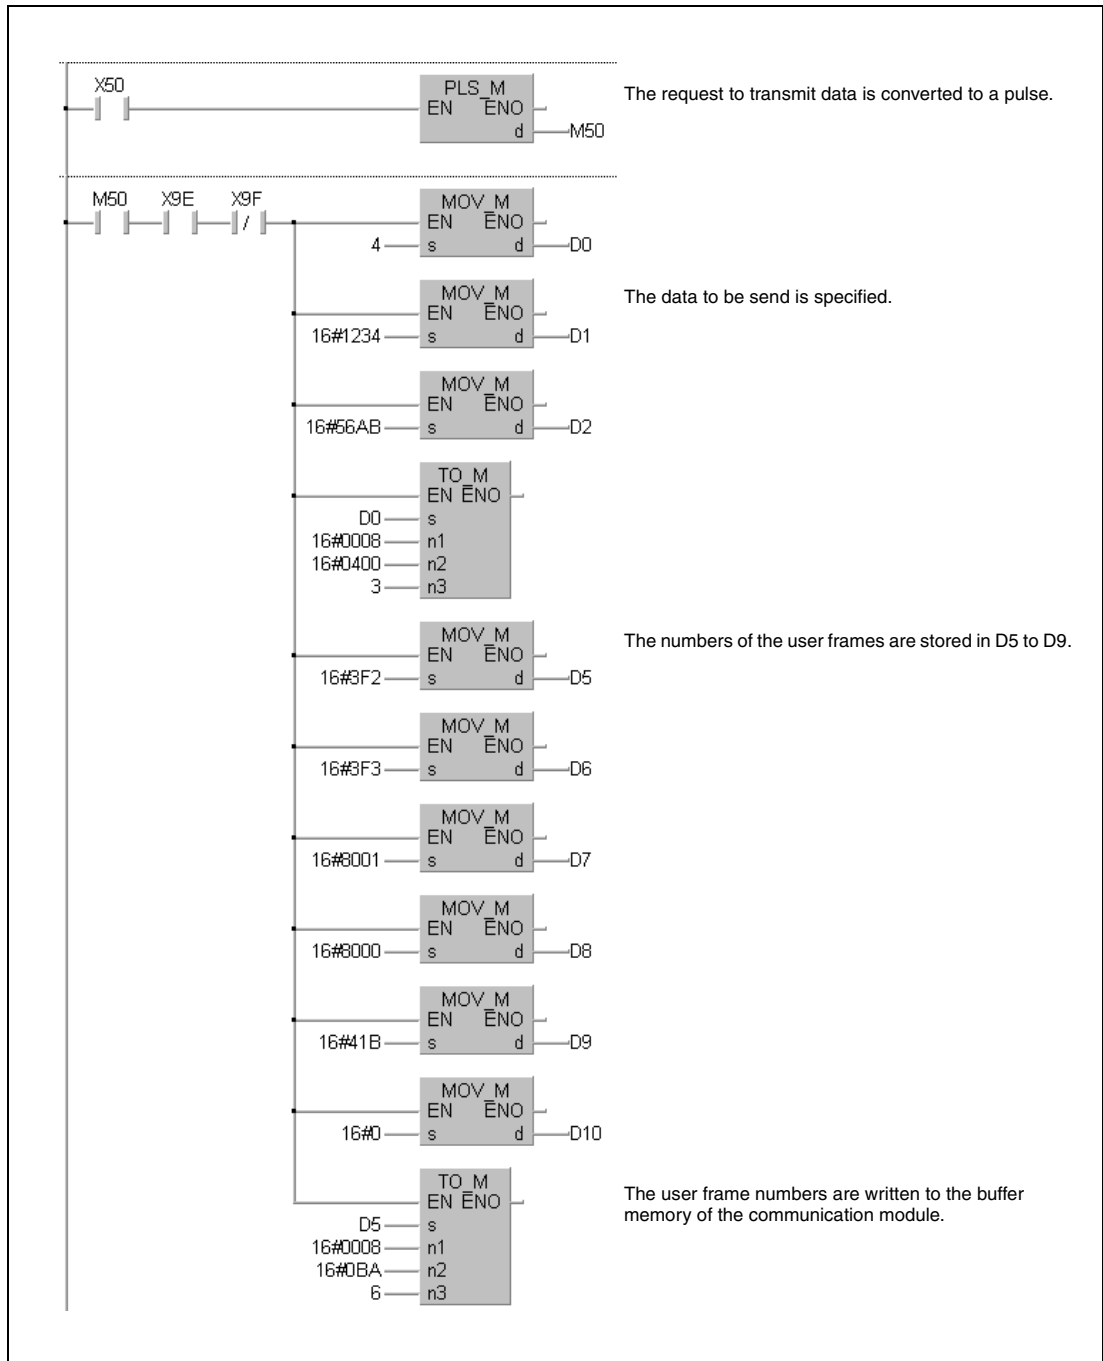 X50
PLS_M
EN ENO
d
M50
The request to transmit data is converted to a pulse.
M50 X9E X9F
MOV_M
EN ENO
4 s d D0
MOV_M
EN ENO
16#1234 s d D1
The data to be send is specified.
MOV_M
EN ENO
16#56AB s d D2
TO_M
EN ENO
D0 s
16#0008 n1
16#0400 n2
3 n3
MOV_M
EN ENO
16#3F2 s d D5
The numbers of the user frames are stored in D5 to D9.
MOV_M
EN ENO
16#3F3 s d D6
MOV_M
EN ENO
16#8001 s d D7
MOV_M
EN ENO
16#8000 s d D8
MOV_M
EN ENO
16#41B s d D9
MOV_M
EN ENO
16#0 s d D10
TO_M
EN ENO
D5 s
16#0008 n1
16#0BA n2
6 n3
The user frame numbers are written to the buffer
memory of the communication module.